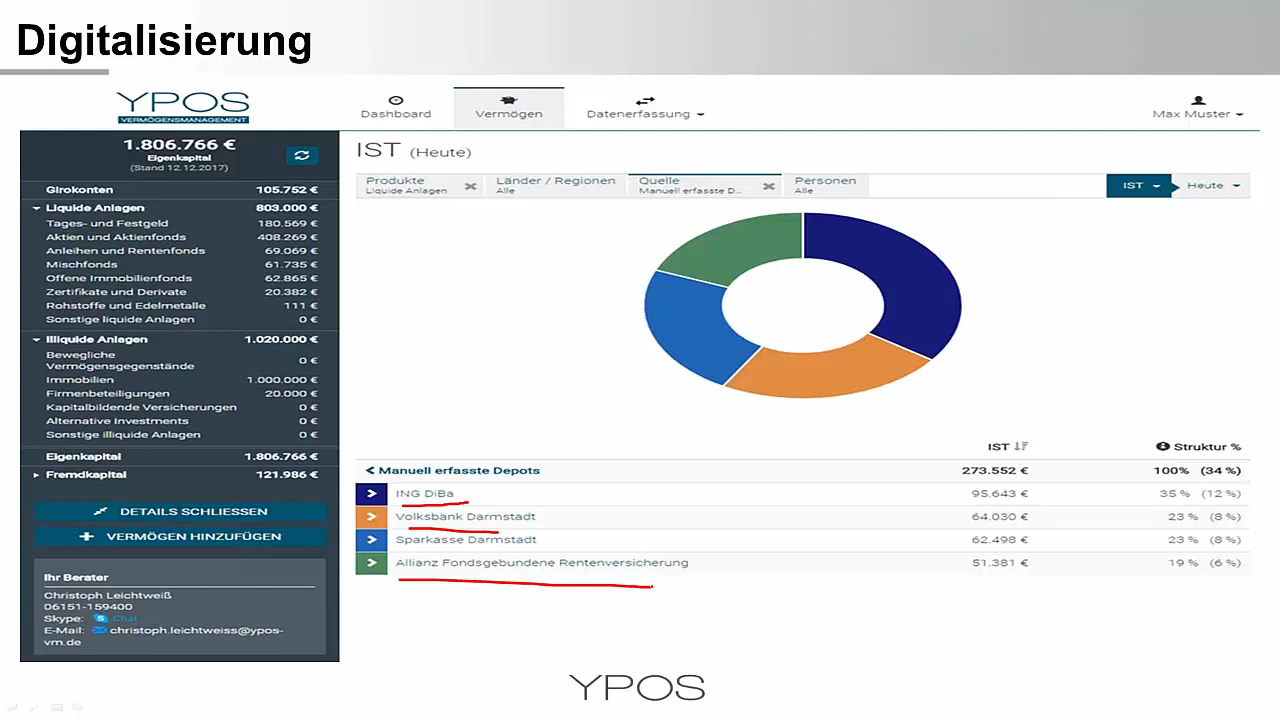 Digitalisierung
YPOS
VERMÖGENSMANAGEMENT
Dashboard
Vermögen
Datenerfassung
Max Muster
1.806.766 €
Eigenkapital
(Stand 12.12.2017)
Girokonten 105.752 €
Liquide Anlagen 803.000 €
Tages- und Festgeld 180.569 €
Aktien und Aktienfonds 408.269 €
Anleihen und Rentenfonds 69.069 €
Mischfonds 61.735 €
Offene Immobilienfonds 62.865 €
Zertifikate und Derivate 20.382 €
Rohstoffe und Edelmetalle 111 €
Sonstige liquide Anlagen 0 €
Illiquide Anlagen 1.020.000 €
Bewegliche
Vermögensgegenstände 0 €
Immobilien 1.000.000 €
Firmenbeteiligungen 20.000 €
Kapitalbildende Versicherungen 0 €
Alternative Investments 0 €
Sonstige illiquide Anlagen 0 €
Eigenkapital 1.806.766 €
Fremdkapital 121.986 €
DETAILS SCHLIESSEN
VERMÖGEN HINZUFÜGEN
Ihr Berater
Christoph Leichtweiß
06151-159400
Skype: Chat
E-Mail: christoph.leichtweiss@ypos-
vm.de
IST (Heute)
Produkte
Liquide Anlagen
Länder / Regionen
Alle
Quelle
Manuell erfasste D...
Personen
Alle
IST
Heute
IST Struktur %
Manuell erfasste Depots 273.552 € 100% (34 %)
ING DiBa 95.643 € 35 % (12 %)
Volksbank Darmstadt 64.030 € 23 % (8 %)
Sparkasse Darmstadt 62.498 € 23 % (8 %)
Allianz Fondsgebundene Rentenversicherung 51.381 € 19 % (6 %)
YPOS